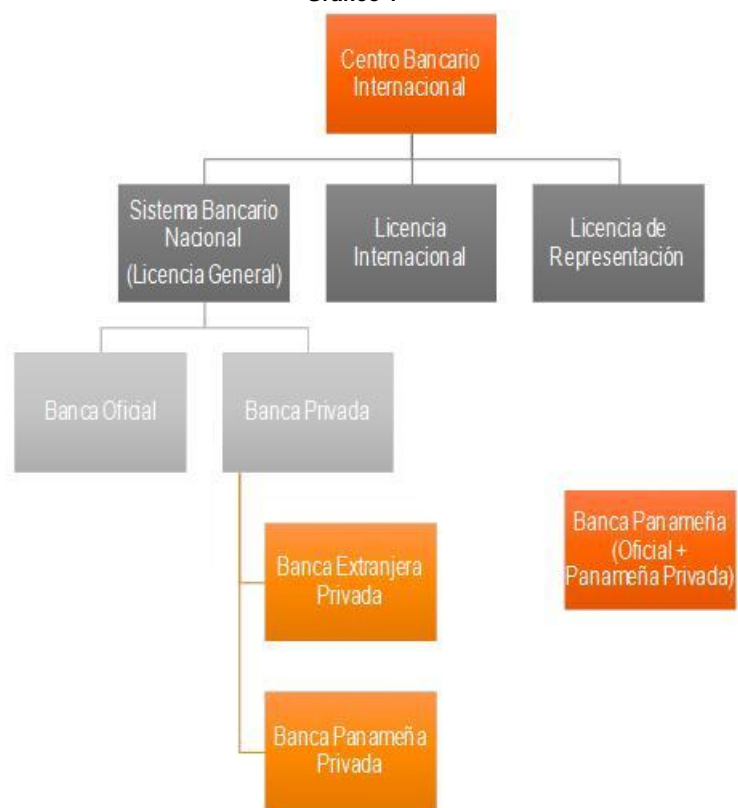 Centro Bancario
Internacional
Sistema Bancario
Nacional
(Licencia General)
Licencia
Internacional
Licencia de
Representación
Banca Oficial
Banca Privada
Banca Extranjera
Privada
Banca Panameña
(Oficial +
Panameña Privada)
Banca Panameña
Privada